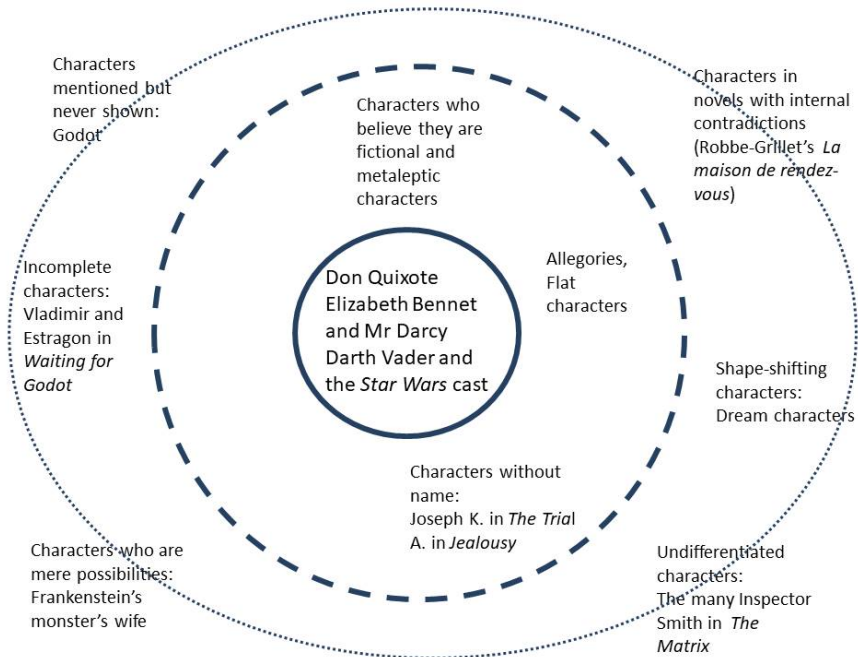 Characters
mentioned but
never shown:
Godot
Characters who
believe they are
fictional and
metaleptic
characters
Characters in
novels with internal
contradictions
(Robbe-Grillet's La
maison de rendez-
vous)
Incomplete
characters:
Vladimir and
Estragon in
Waiting for
Godot
Don Quixote
Elizabeth Bennet
and Mr Darcy
Darth Vader and
the Star Wars cast
Allegories,
Flat
characters
Shape-shifting
characters:
Dream characters
Characters without
name:
Joseph K. in The Trial
A. in Jealousy
Characters who are
mere possibilities:
Frankenstein's
monster's wife
Undifferentiated
characters:
The many Inspector
Smith in The
Matrix